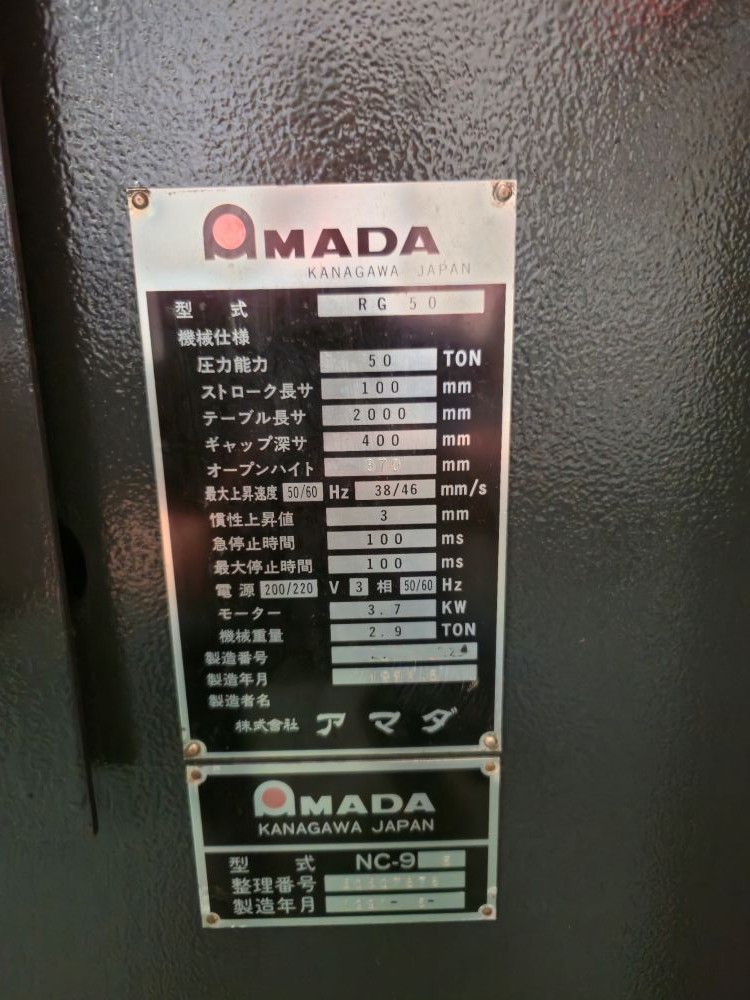 AMADA
KANAGAWA JAPAN
型式 RG 50
機械仕様
圧力能力 50 TON
ストローク長サ 100 mm
テーブル長サ 2000 mm
ギャップ深サ 400 mm
オープンハイト 370 mm
最大上昇速度 50/60 Hz 38/46 mm/s
慣性上昇値 3 mm
急停止時間 100 ms
最大停止時間 100 ms
電源 200/220 V 3 相 50/60 Hz
モーター 3.7 KW
機械重量 2.9 TON
製造番号
製造年月
製造者名
株式會社 アマダ
AMADA
KANAGAWA JAPAN
型式 NC-9
整理番号
製造年月